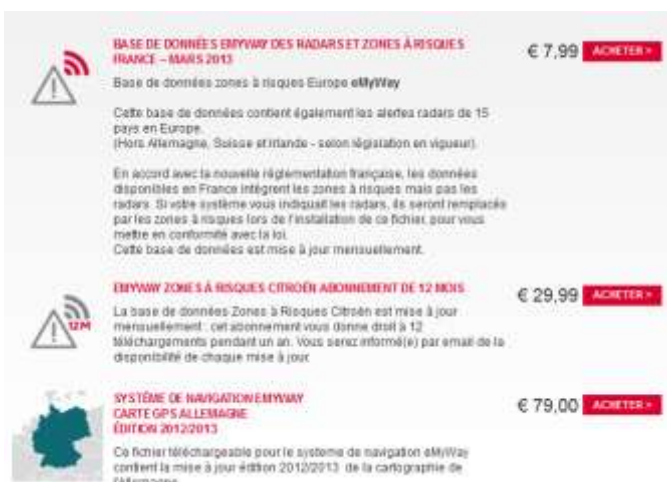 BASE DE DONNÉES EMYWAY DES RADARS ET ZONES À RISQUES
FRANCE – MARS 2013
€ 7,99 ACHETER >
Base de données zones à risques Europe eMyWay
Cette base de données contient également les alertes radars de 15
pays en Europe.
(Hors Allemagne, Suisse et Irlande - selon législation en vigueur).
En accord avec la nouvelle réglementation française, les données
disponibles en France intègrent les zones à risques mais pas les
radars. Si votre système vous indiquait les radars, ils seront remplacés
par les zones à risques lors de l'installation de ce fichier, pour vous
mettre en conformité avec la loi.
Cette base de données est mise à jour mensuellement.
EMYWAY ZONES À RISQUES CITROËN ABONNEMENT DE 12 MOIS
€ 29,99 ACHETER >
12M
La base de données Zones à Risques Citroën est mise à jour
mensuellement : cet abonnement vous donne droit à 12
téléchargements pendant un an. Vous serez informé(e) par email de la
disponibilité de chaque mise à jour.
SYSTÈME DE NAVIGATION EMYWAY
CARTE GPS ALLEMAGNE
ÉDITION 2012/2013
€ 79,00 ACHETER >
Ce fichier téléchargeable pour le systeme de navigation eMyWay
contient la mise à jour édition 2012/2013 de la cartographie de
l'Allemagne